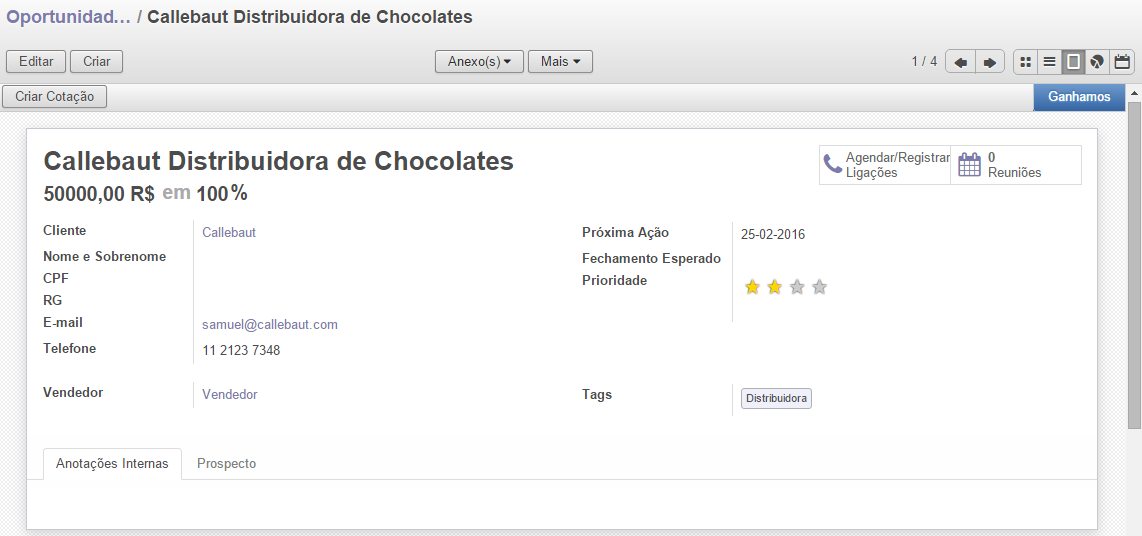 Oportunidad... / Callebaut Distribuidora de Chocolates
Editar Criar Anexo(s) Mais 1 / 4
Criar Cotação Ganhamos
Callebaut Distribuidora de Chocolates
50000,00 R$ em 100%
Agendar/Registrar
Ligações
0
Reuniões
Cliente Callebaut
Nome e Sobrenome
CPF
RG
E-mail samuel@callebaut.com
Telefone 11 2123 7348
Próxima Ação 25-02-2016
Fechamento Esperado
Prioridade
Vendedor Vendedor
Tags Distribuidora
Anotações Internas Prospecto